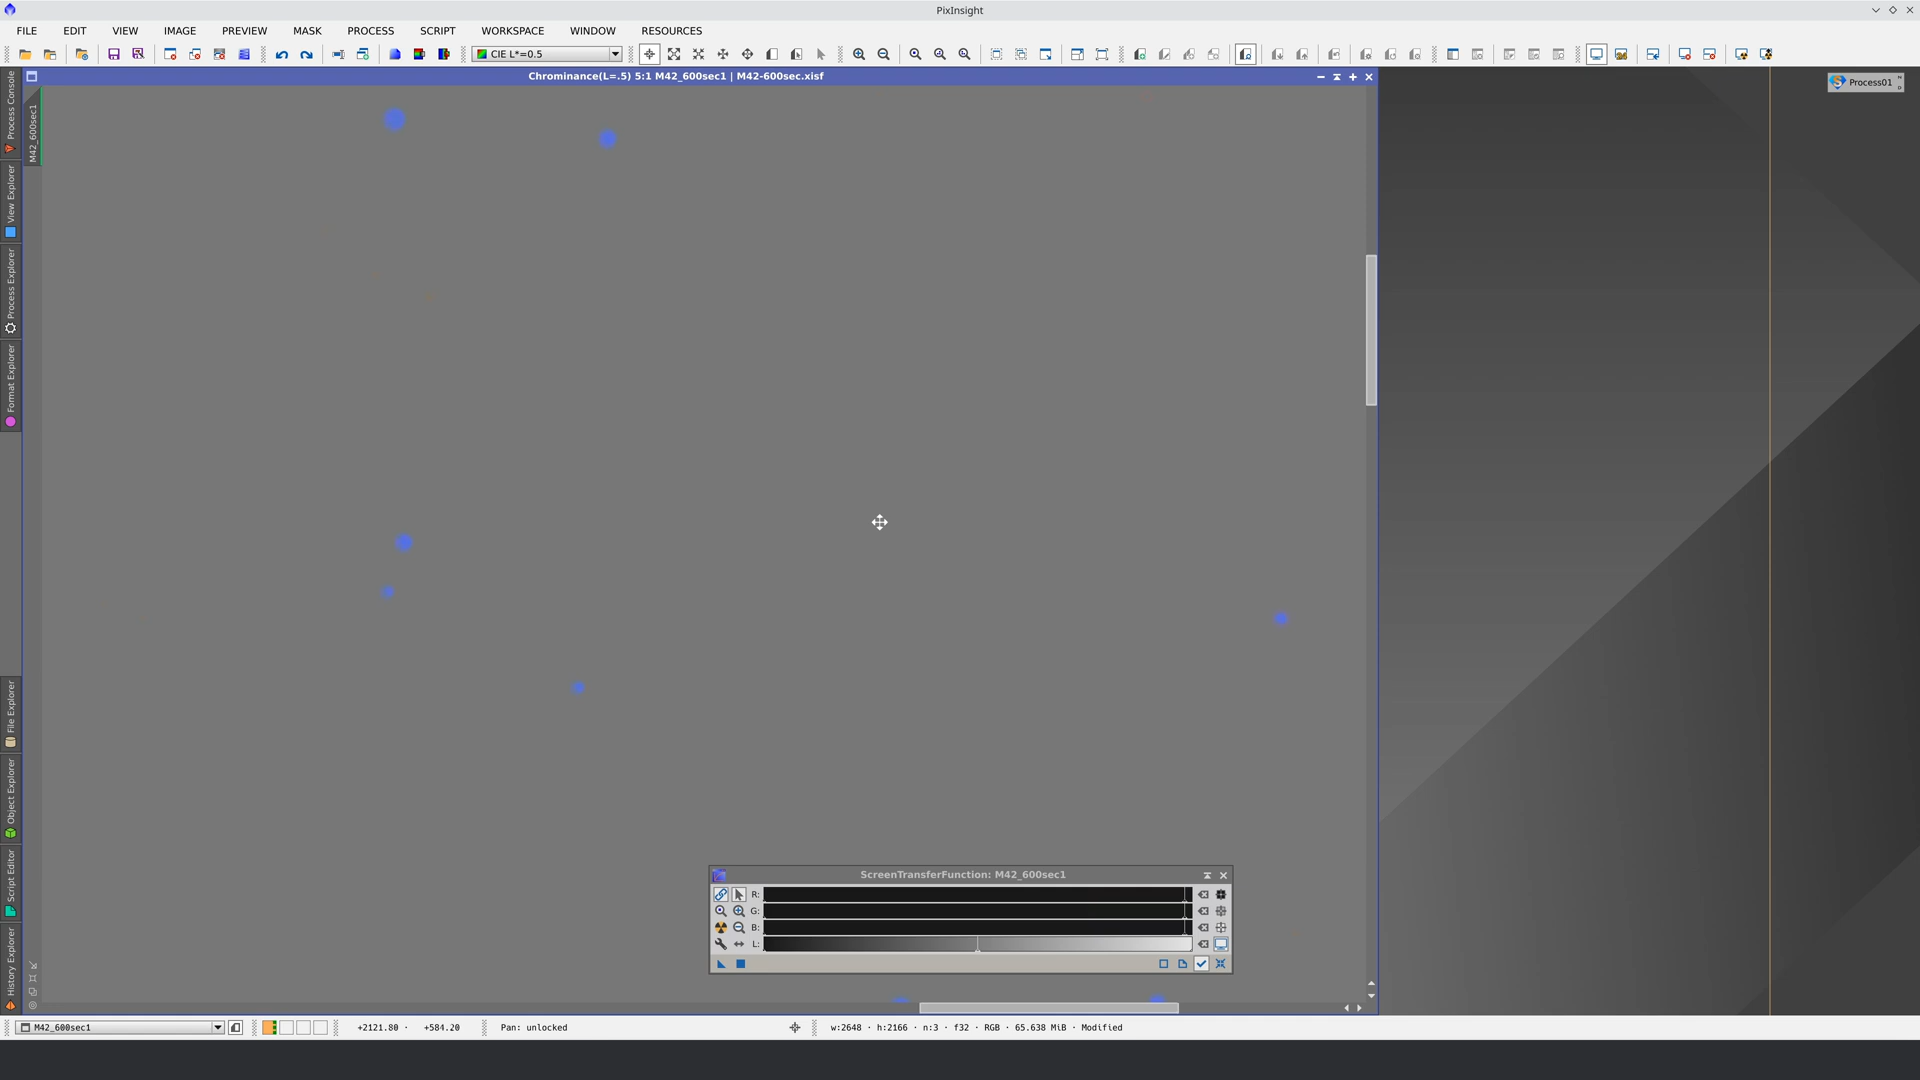 PixInsight
FILE EDIT VIEW IMAGE PREVIEW MASK PROCESS SCRIPT WORKSPACE WINDOW RESOURCES
CIE L*=0.5
Chrominance(L=.5) 5:1 M42_600sec1 | M42-600sec.xisf
Process01
Process Console
M42_600sec1
View Explorer
Process Explorer
Format Explorer
File Explorer
Object Explorer
Script Editor
History Explorer
ScreenTransferFunction: M42_600sec1
R:
G:
B:
L:
M42_600sec1 +2121.80 · +584.20 Pan: unlocked w:2648 · h:2166 · n:3 · f32 · RGB · 65.638 MiB · Modified